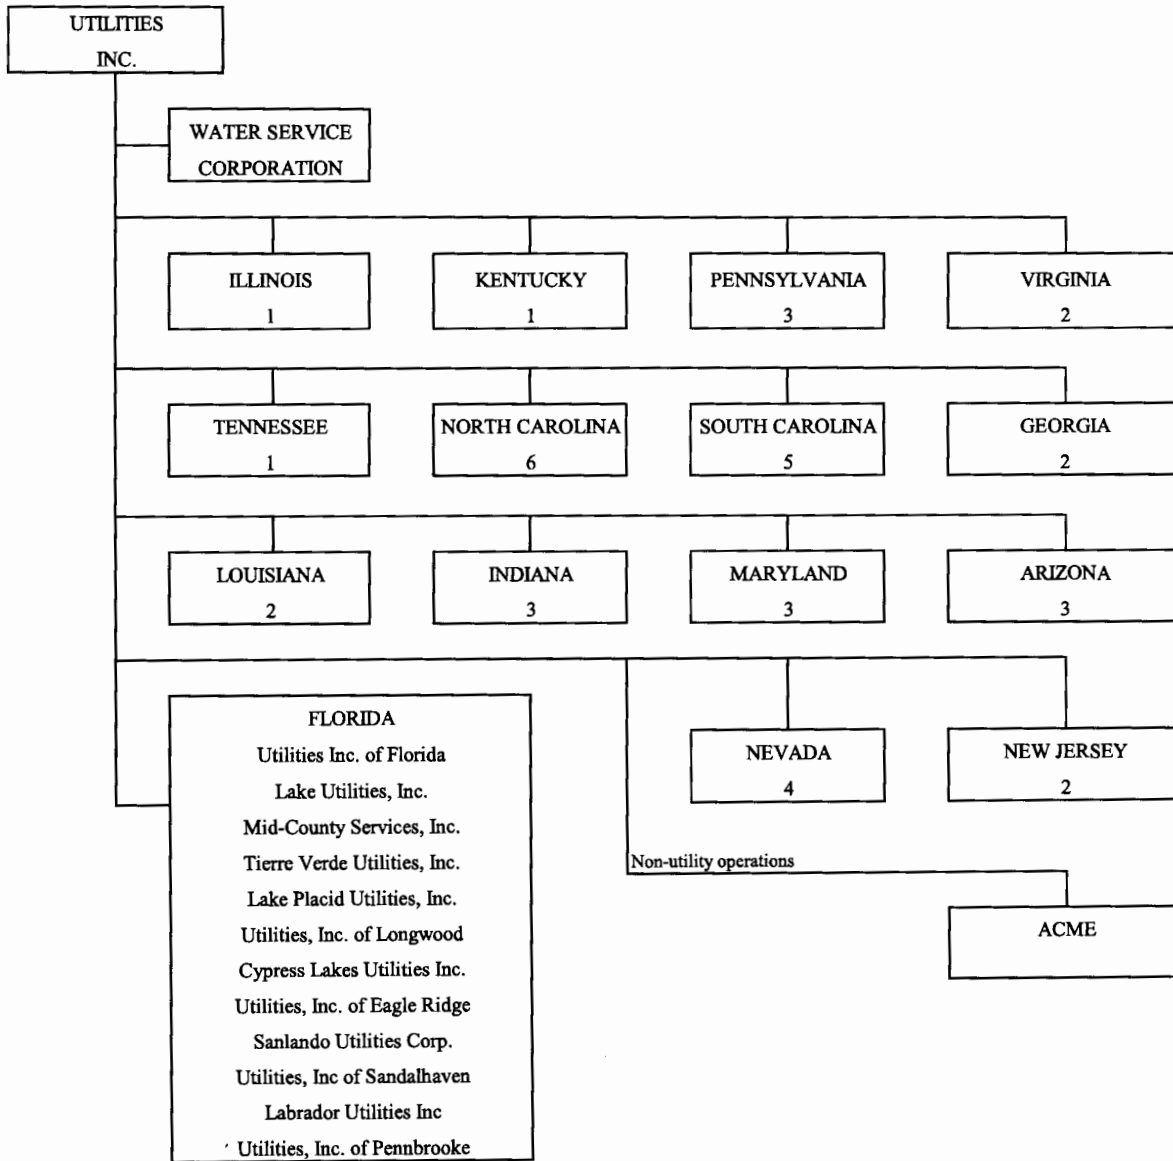 UTILITIES
INC.
WATER SERVICE
CORPORATION
ILLINOIS
1
KENTUCKY
1
PENNSYLVANIA
3
VIRGINIA
2
TENNESSEE
1
NORTH CAROLINA
6
SOUTH CAROLINA
5
GEORGIA
2
LOUISIANA
2
INDIANA
3
MARYLAND
3
ARIZONA
3
FLORIDA
Utilities Inc. of Florida
Lake Utilities, Inc.
Mid-County Services, Inc.
Tierre Verde Utilities, Inc.
Lake Placid Utilities, Inc.
Utilities, Inc. of Longwood
Cypress Lakes Utilities Inc.
Utilities, Inc. of Eagle Ridge
Sanlando Utilities Corp.
Utilities, Inc of Sandalhaven
Labrador Utilities Inc
Utilities, Inc. of Pennbrooke
NEVADA
4
NEW JERSEY
2
Non-utility operations
ACME